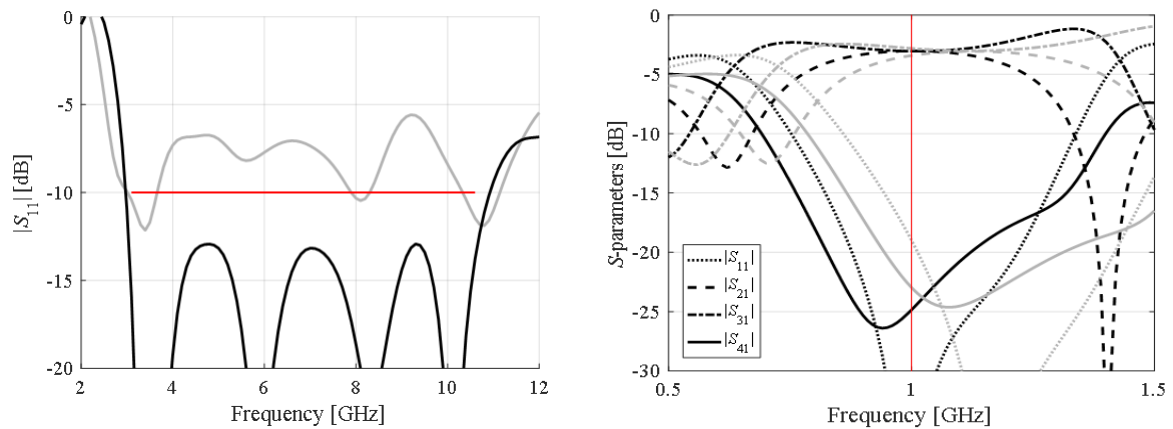 0
-5
-10
-15
-20
|S11| [dB]
2
4
6
8
10
12
Frequency [GHz]
0
-5
-10
-15
-20
-25
-30
S-parameters [dB]
|S11|
|S21|
|S31|
|S41|
0.5
1
1.5
Frequency [GHz]